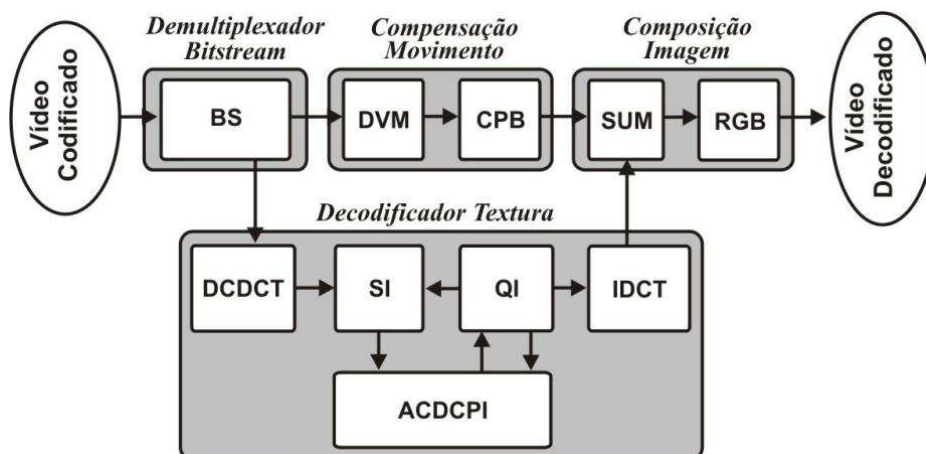 Demultiplexador
Bitstream
Compensação
Movimento
Composição
Imagem
Vídeo
Codificado
BS
DVM
CPB
SUM
RGB
Vídeo
Decodificado
Decodificador Textura
DCDCT
SI
QI
IDCT
ACDCPI